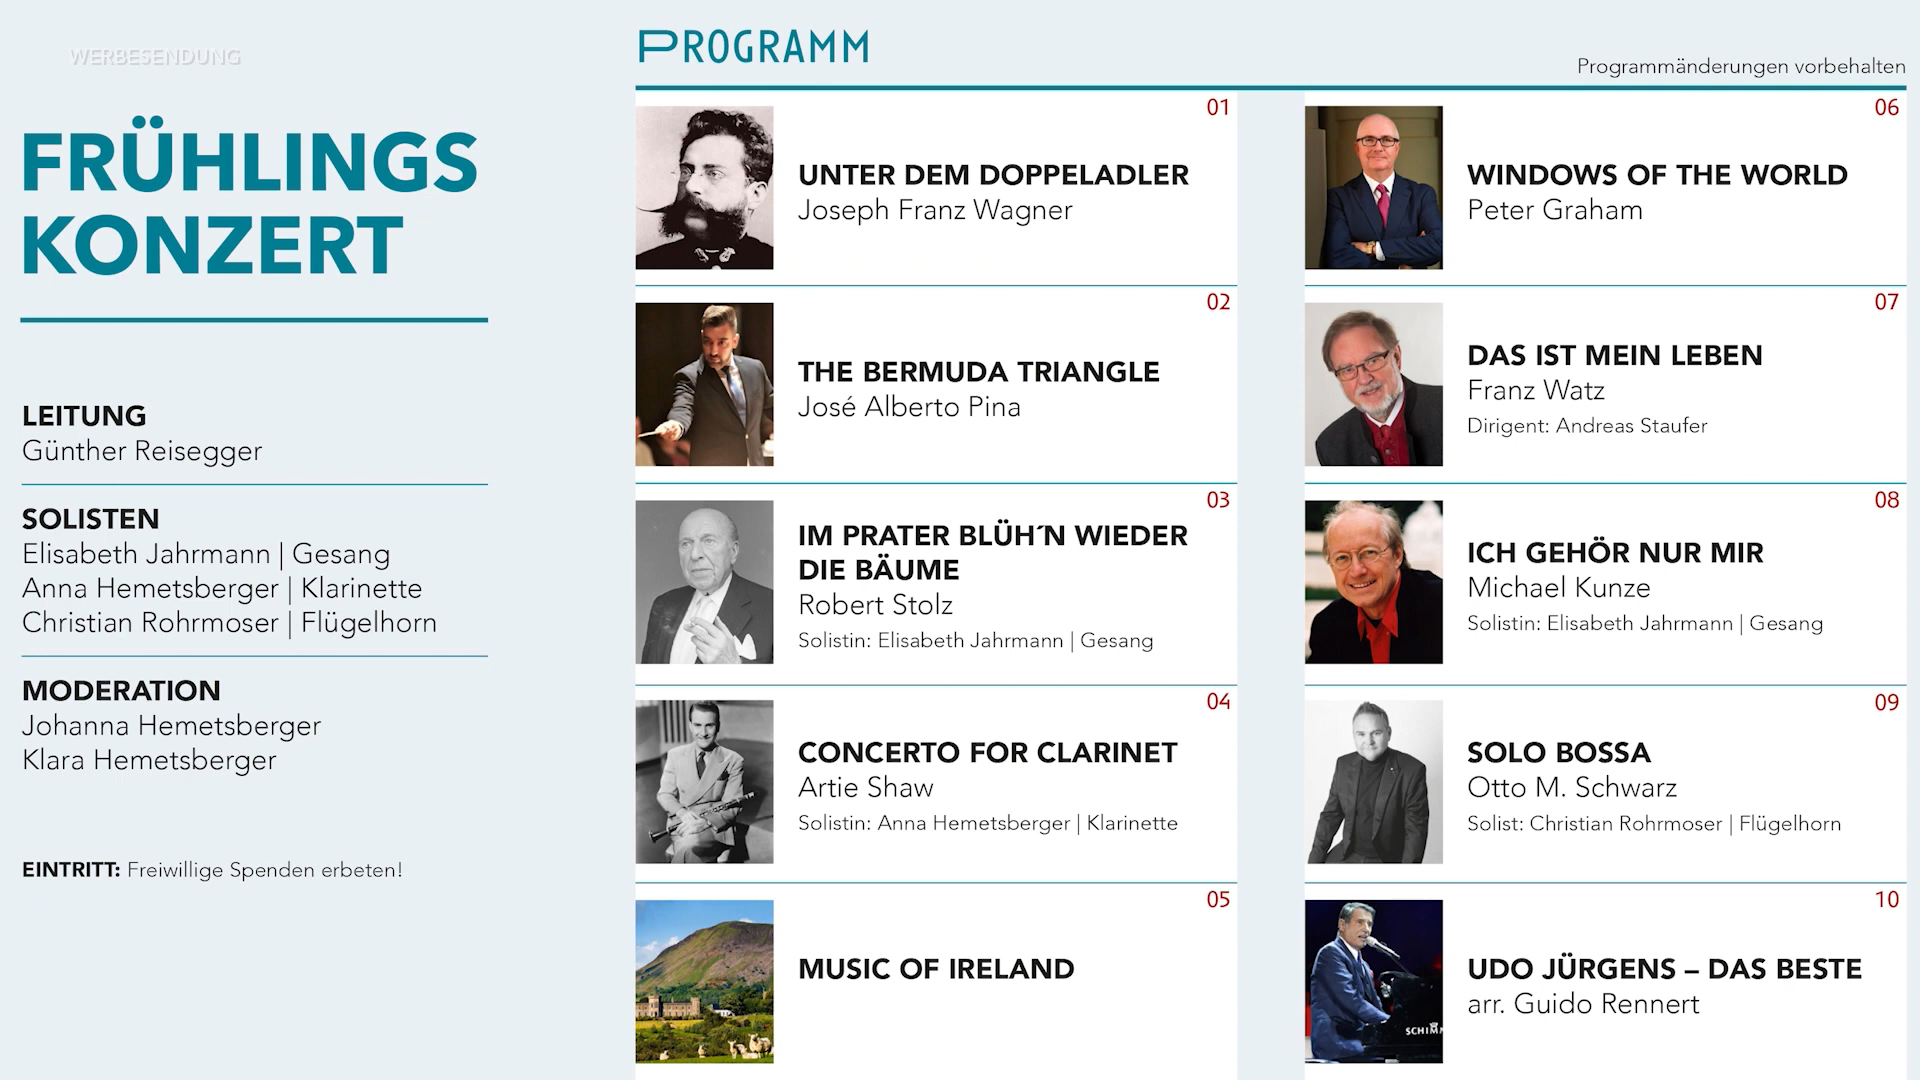 WERBESENDUNG
FRÜHLINGS
KONZERT
LEITUNG
Günther Reisegger
SOLISTEN
Elisabeth Jahrmann | Gesang
Anna Hemetsberger | Klarinette
Christian Rohrmoser | Flügelhorn
MODERATION
Johanna Hemetsberger
Klara Hemetsberger
EINTRITT: Freiwillige Spenden erbeten!
PROGRAMM
Programmänderungen vorbehalten
01
UNTER DEM DOPPELADLER
Joseph Franz Wagner
02
THE BERMUDA TRIANGLE
José Alberto Pina
03
IM PRATER BLÜH´N WIEDER
DIE BÄUME
Robert Stolz
Solistin: Elisabeth Jahrmann | Gesang
04
CONCERTO FOR CLARINET
Artie Shaw
Solistin: Anna Hemetsberger | Klarinette
05
MUSIC OF IRELAND
06
WINDOWS OF THE WORLD
Peter Graham
07
DAS IST MEIN LEBEN
Franz Watz
Dirigent: Andreas Staufer
08
ICH GEHÖR NUR MIR
Michael Kunze
Solistin: Elisabeth Jahrmann | Gesang
09
SOLO BOSSA
Otto M. Schwarz
Solist: Christian Rohrmoser | Flügelhorn
10
UDO JÜRGENS – DAS BESTE
arr. Guido Rennert
SCHIMM